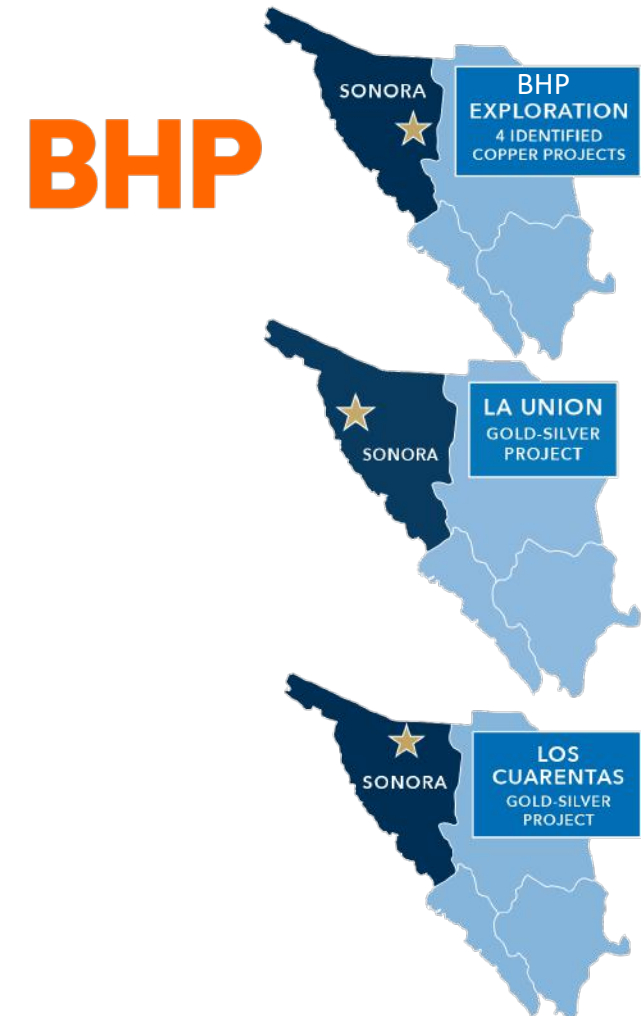 BHP
SONORA
BHP
EXPLORATION
4 IDENTIFIED
COPPER PROJECTS
SONORA
LA UNION
GOLD-SILVER
PROJECT
SONORA
LOS
CUARENTAS
GOLD-SILVER
PROJECT